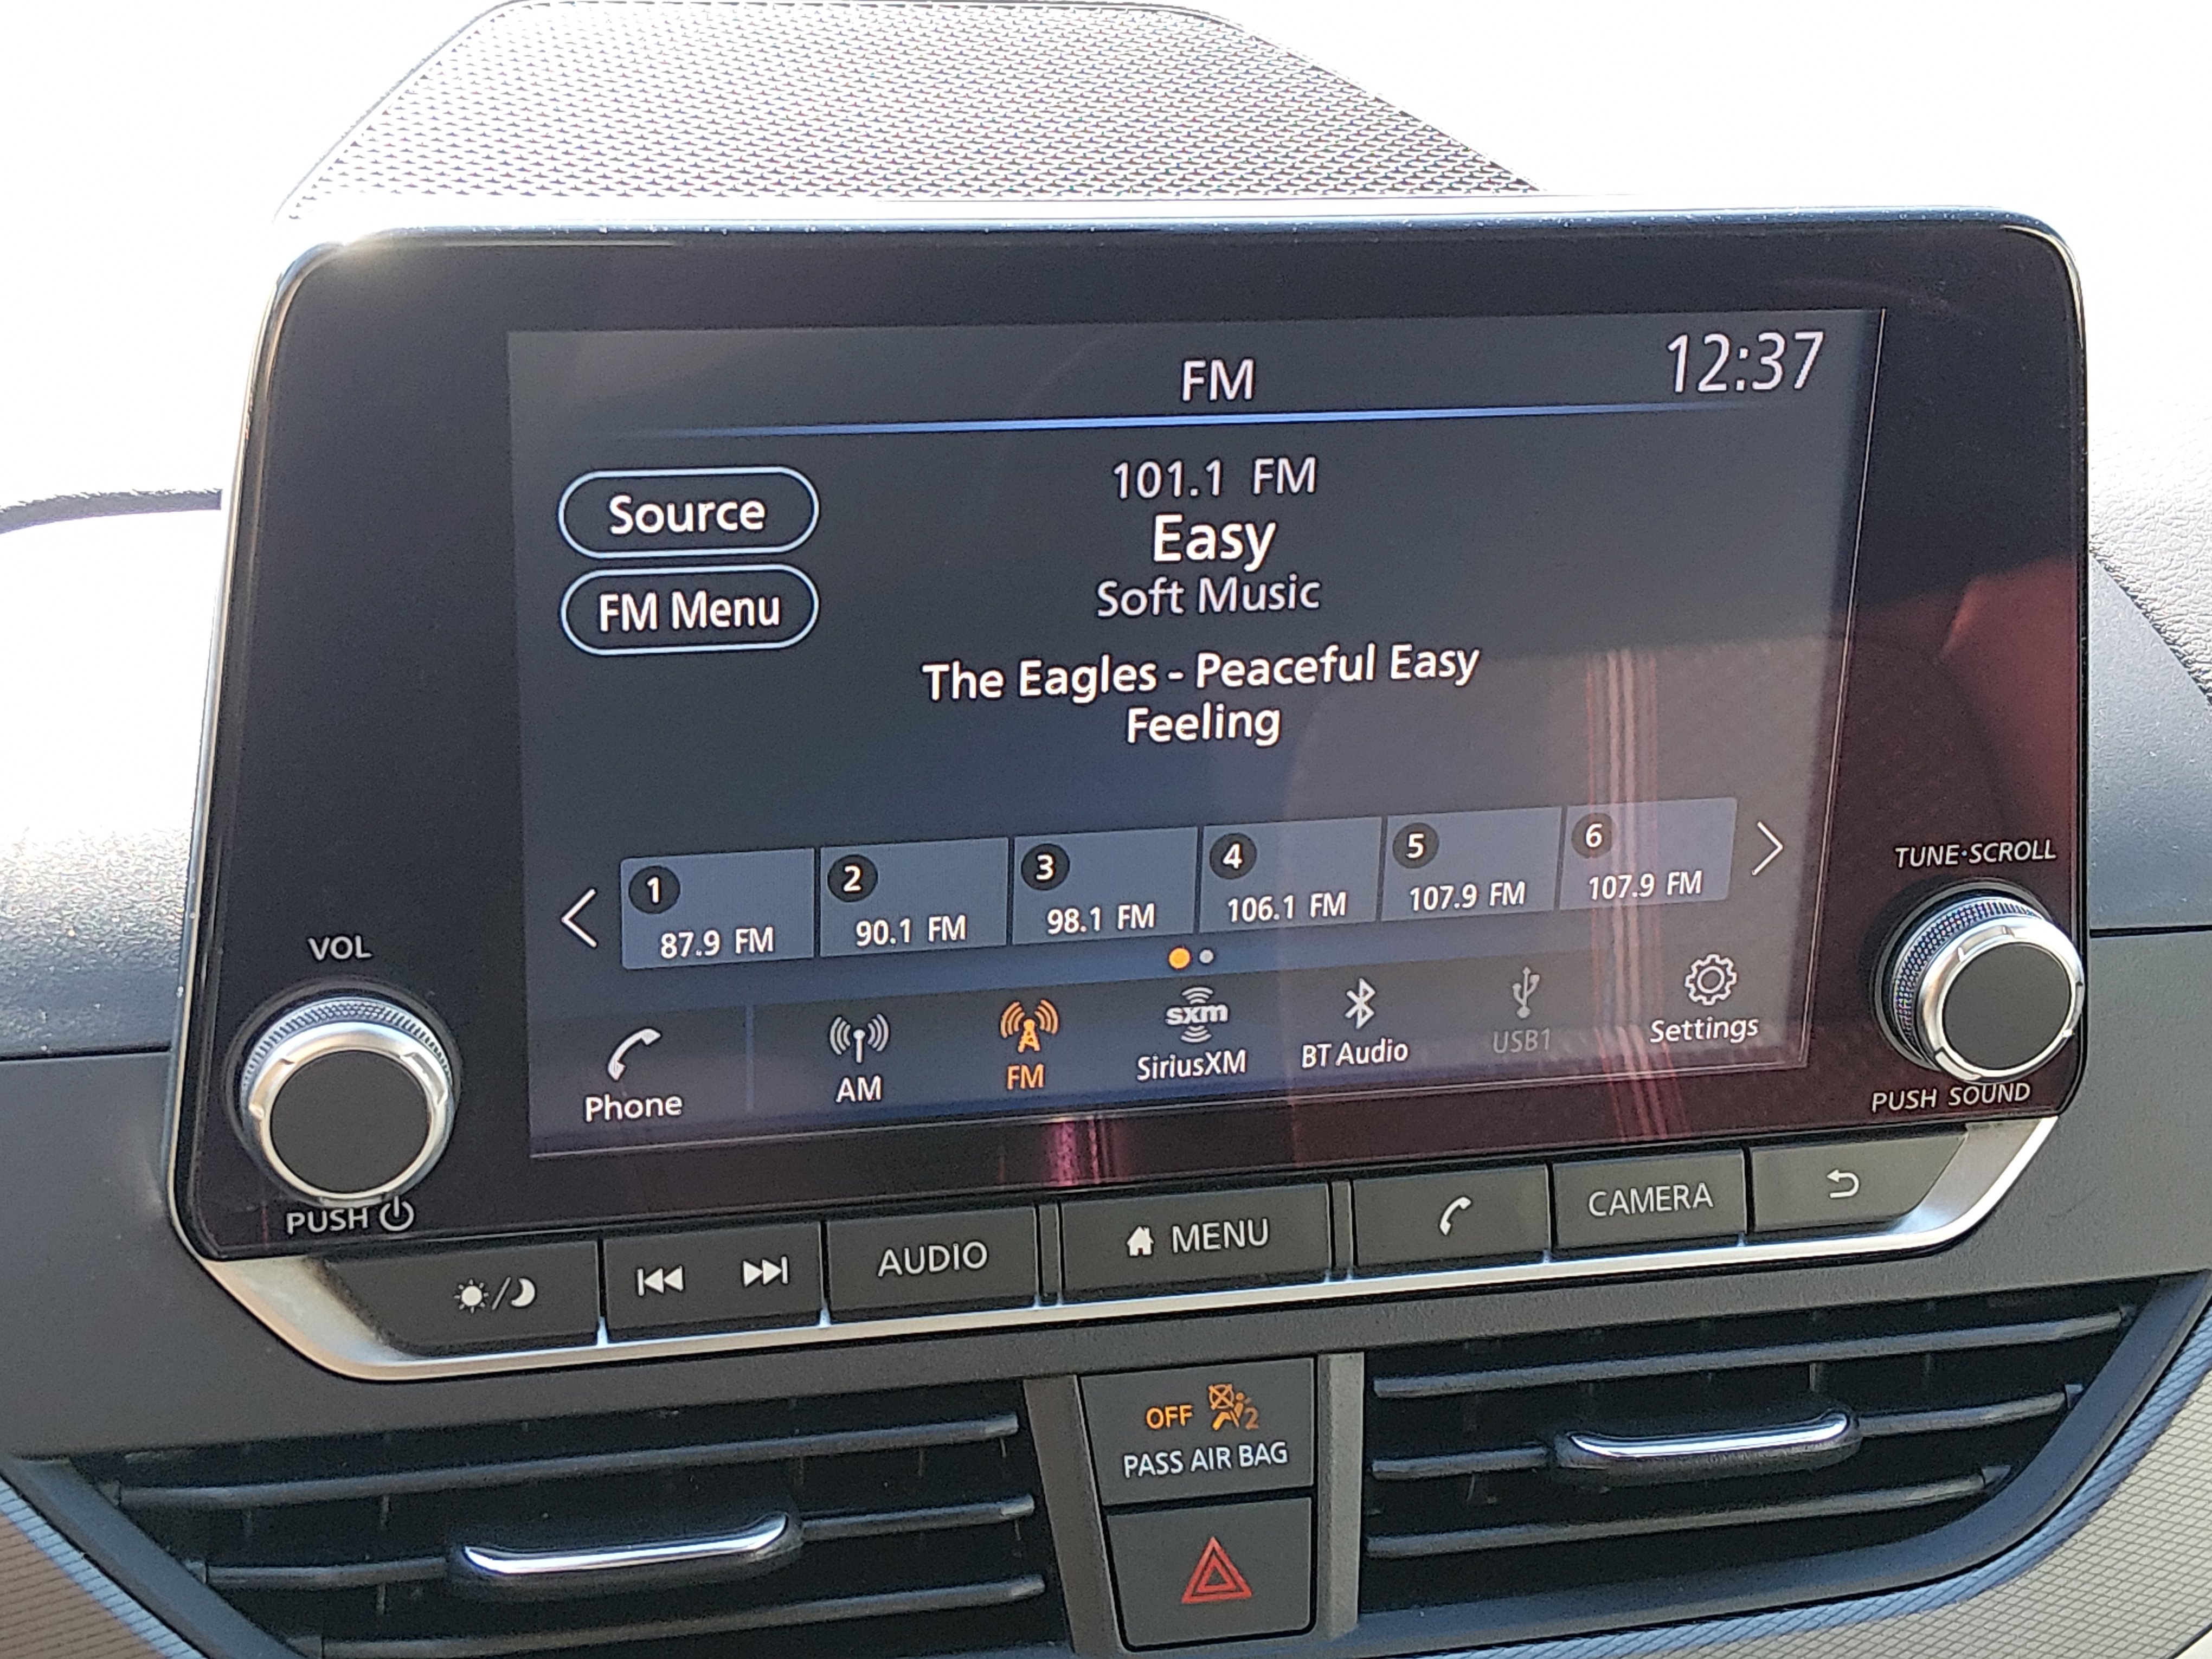 FM
12:37
Source
FM Menu
101.1 FM
Easy
Soft Music
The Eagles - Peaceful Easy
Feeling
1
87.9 FM
2
90.1 FM
3
98.1 FM
4
106.1 FM
5
107.9 FM
6
107.9 FM
VOL
TUNE·SCROLL
Phone
AM
FM
sxm
SiriusXM
BT Audio
USB1
Settings
PUSH
PUSH SOUND
AUDIO
MENU
CAMERA
OFF
2
PASS AIR BAG